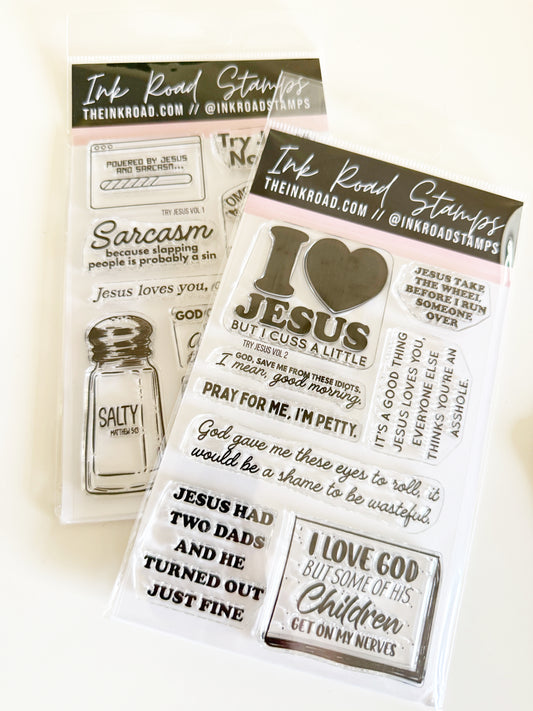 Ink Road Stamps
THEINKROAD.COM // @INKROADSTAMPS
POWERED BY JESUS
AND SARCASM...
TRY JESUS VOL 1
Try
No
Sarcasm
because slapping
people is probably a sin
Jesus loves you,
GOD
SALTY
MATTHEW 5:13
Ink Road Stamps
THEINKROAD.COM // @INKROADSTAMPS
I
JESUS
BUT I CUSS A LITTLE
TRY JESUS VOL 2
JESUS TAKE
THE WHEEL
BEFORE I RUN
SOMEONE
OVER
GOD, SAVE ME FROM THESE IDIOTS.
I mean, good morning.
PRAY FOR ME, I'M PETTY.
IT'S A GOOD THING
JESUS LOVES YOU,
EVERYONE ELSE
THINKS YOU'RE AN
ASSHOLE.
God gave me these eyes to roll, it
would be a shame to be wasteful.
JESUS HAD
TWO DADS
AND HE
TURNED OUT
JUST FINE
I LOVE GOD
BUT SOME OF HIS
Children
GET ON MY NERVES